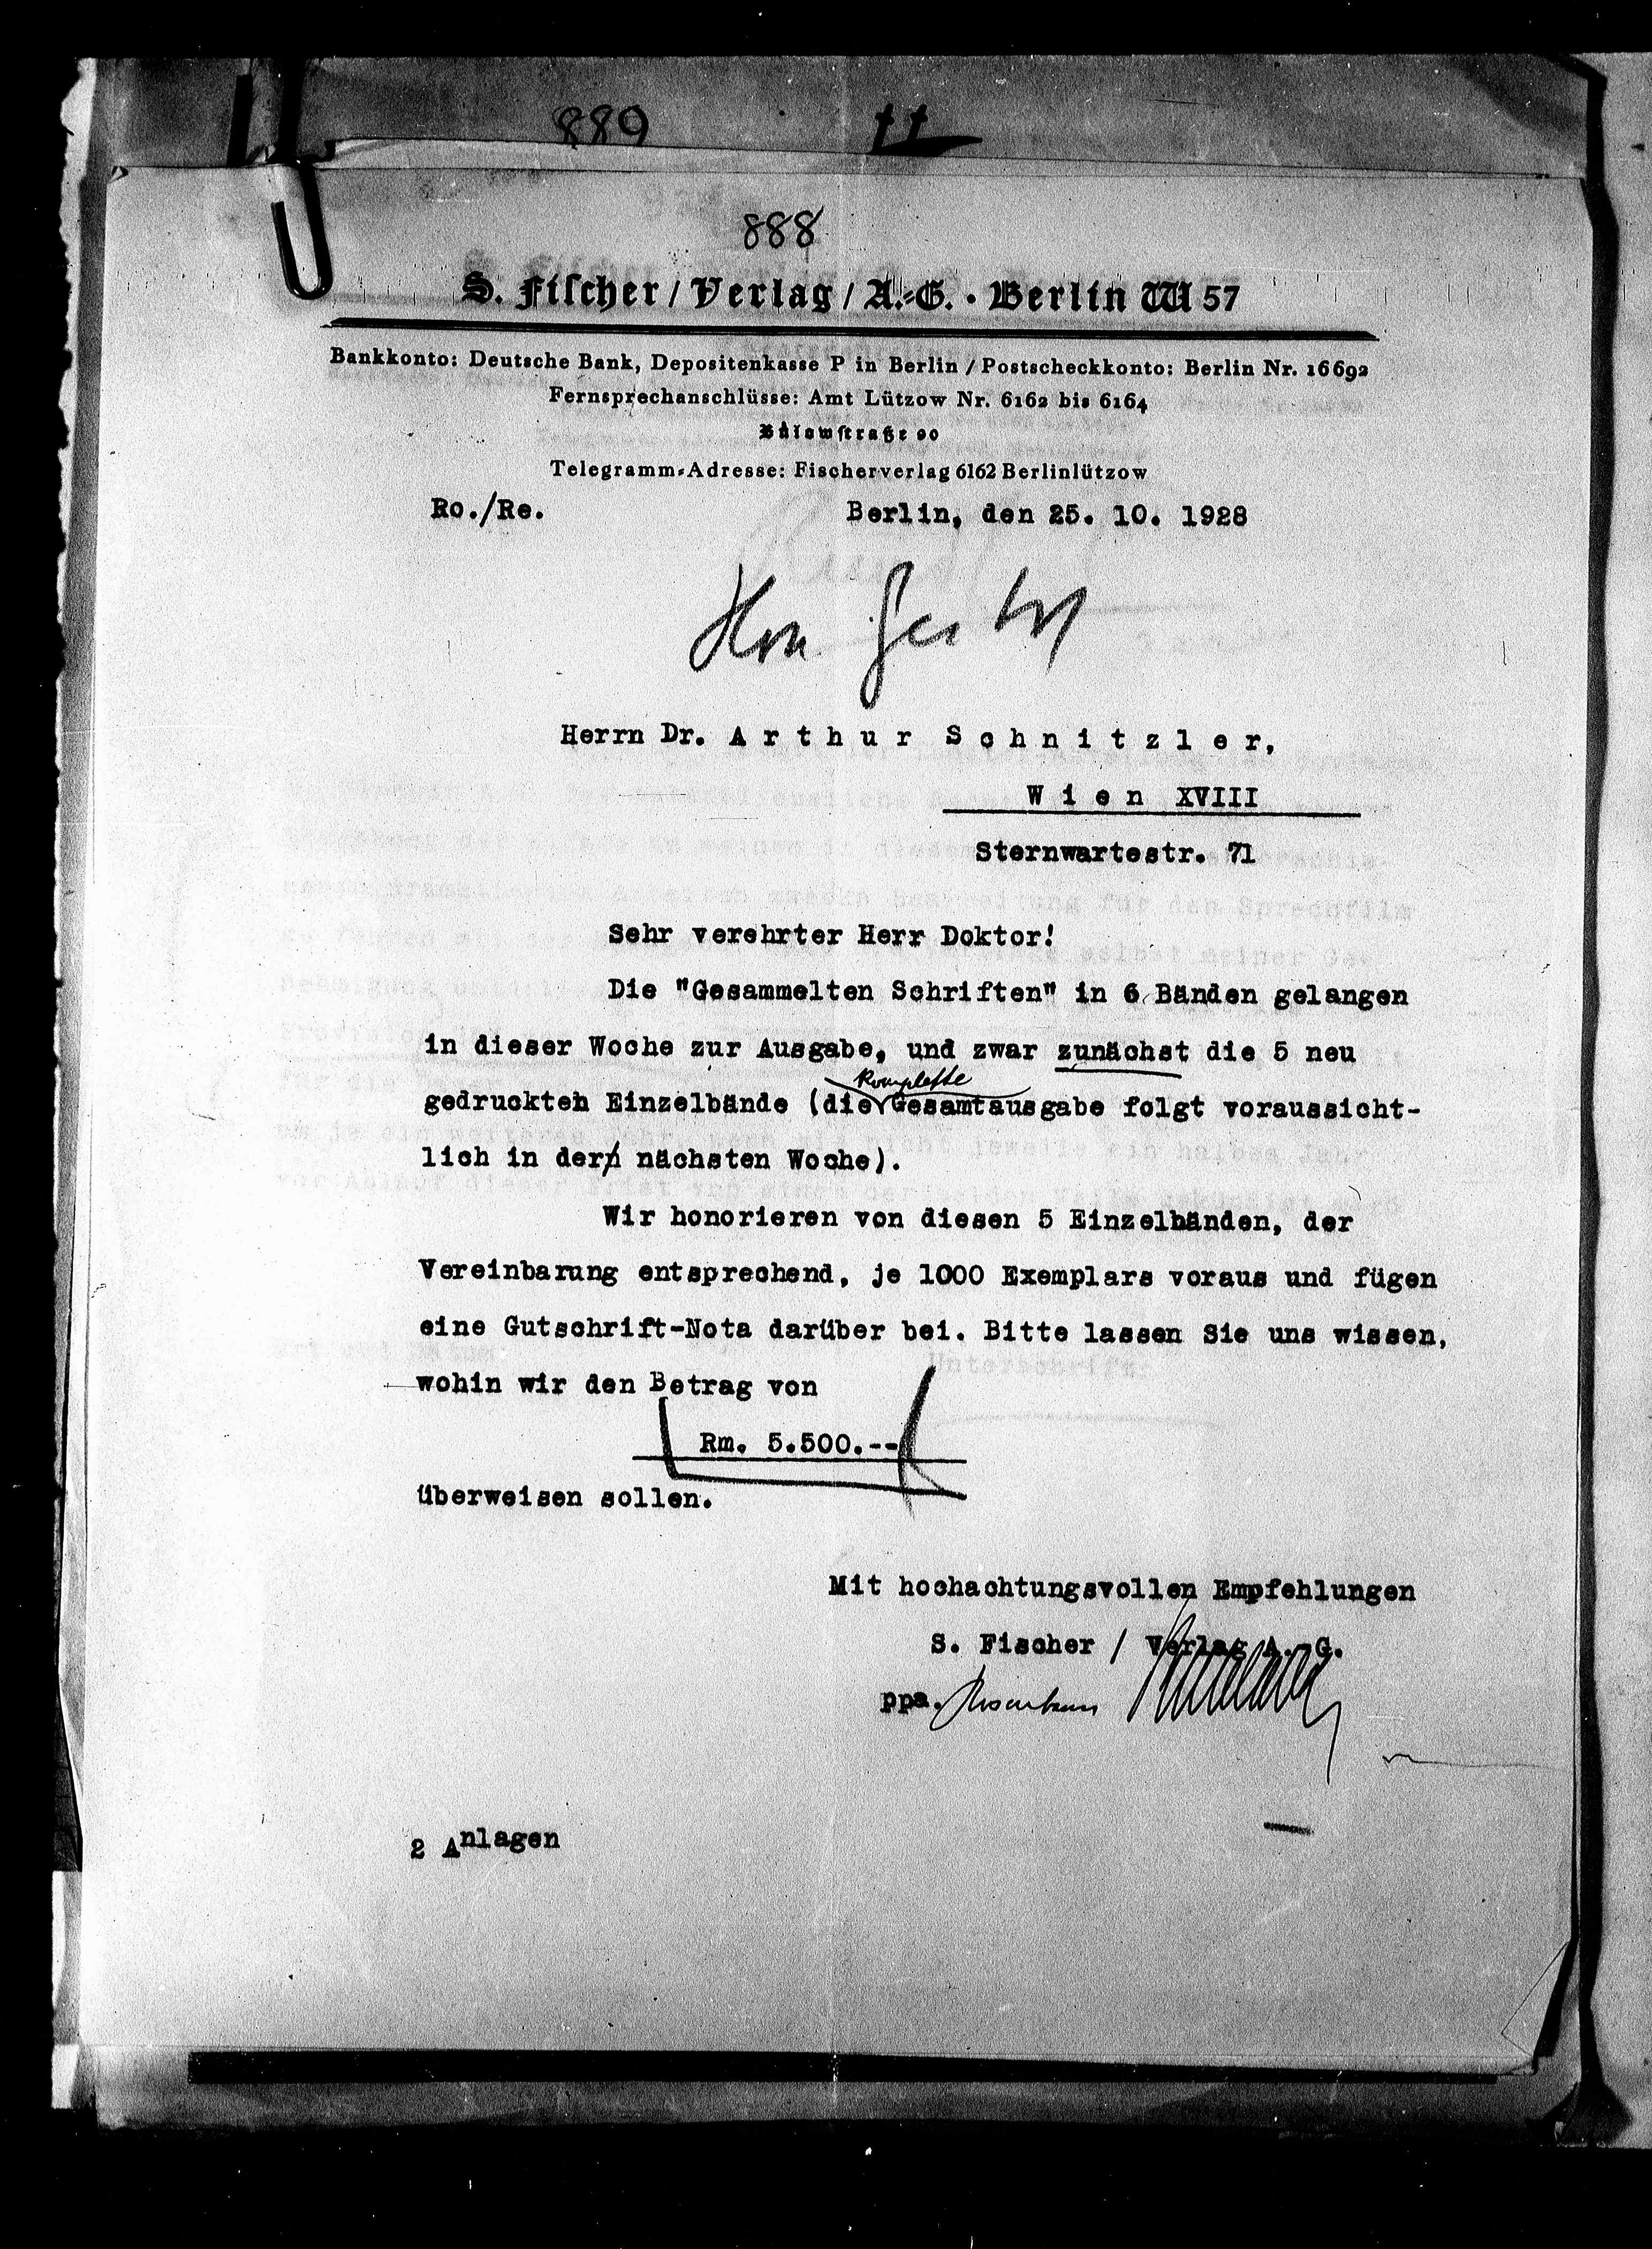 889
888
S. Fischer / Verlag / A.-G. · Berlin W 57
Bankkonto: Deutsche Bank, Depositenkasse P in Berlin / Postscheckkonto: Berlin Nr. 16692
Fernsprechanschlüsse: Amt Lützow Nr. 6162 bis 6164
Bülowstraße 90
Telegramm-Adresse: Fischerverlag 6162 Berlinlützow
Ro./Re. Berlin, den 25. 10. 1928
Herrn Dr. Arthur Schnitzler,
Wien XVIII
Sternwartestr. 71
Sehr verehrter Herr Doktor!
Die "Gesammelten Schriften" in 6 Bänden gelangen
in dieser Woche zur Ausgabe, und zwar zunächst die 5 neu
komplette
gedruckten Einzelbände (die Gesamtausgabe folgt voraussicht-
lich in der nächsten Woche).
Wir honorieren von diesen 5 Einzelbänden, der
Vereinbarung entsprechend, je 1000 Exemplare voraus und fügen
eine Gutschrift-Nota darüber bei. Bitte lassen Sie uns wissen,
wohin wir den Betrag von
Rm. 5.500.--
überweisen sollen.
Mit hochachtungsvollen Empfehlungen
S. Fischer / Verlag A. G.
ppa.
2 Anlagen